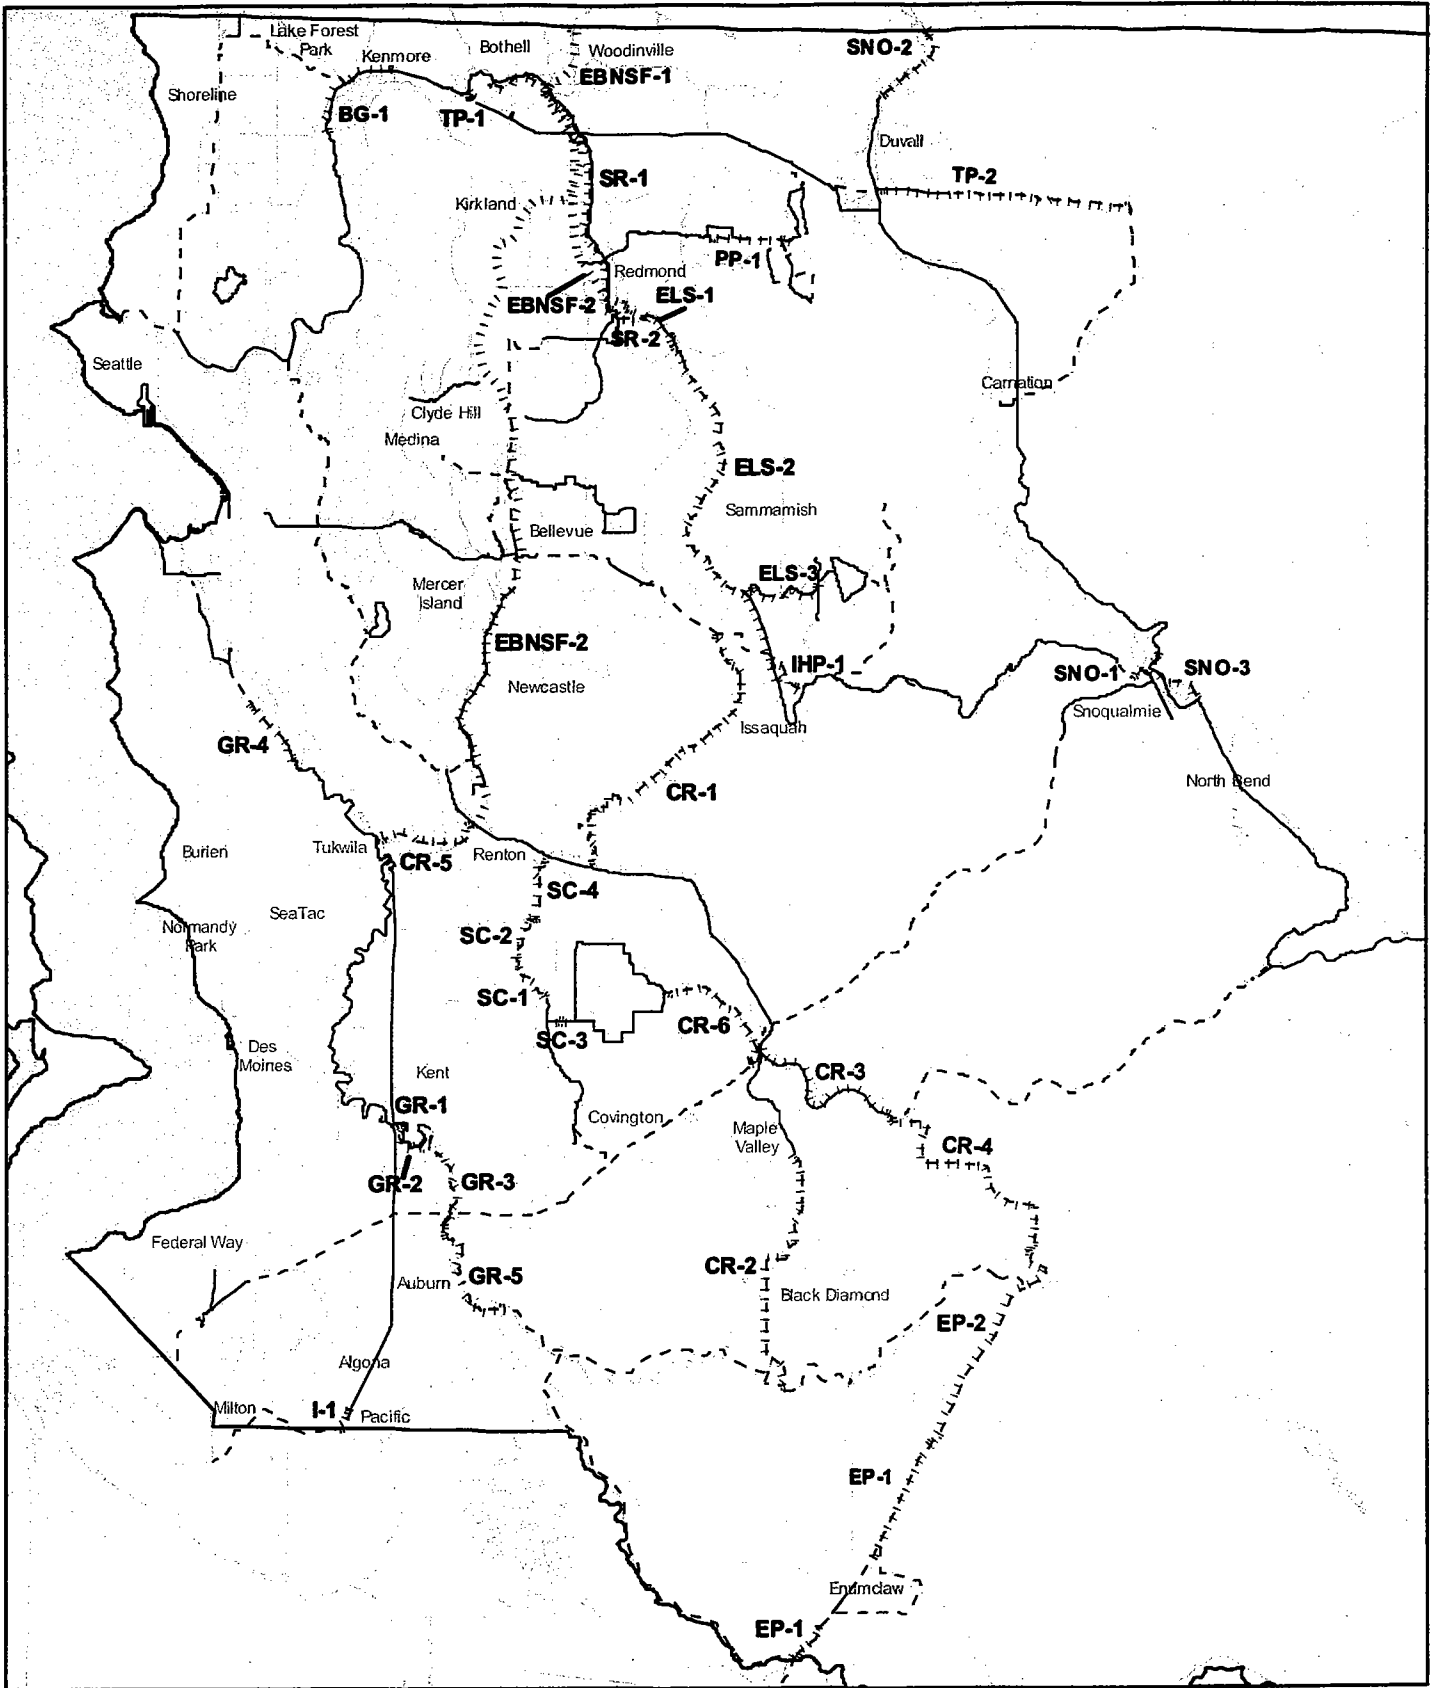 Lake Forest
Park
Kenmore
Bothell
Woodinville
SNO-2
EBNSF-1
Shoreline
BG-1
TP-1
Duvall
TP-2
SR-1
Kirkland
PP-1
Redmond
EBNSF-2
ELS-1
SR-2
Seattle
Carnation
Clyde Hill
Medina
ELS-2
Sammamish
Bellevue
ELS-3
Mercer
Island
EBNSF-2
IHP-1
SNO-1
SNO-3
Newcastle
Snoqualmie
Issaquah
GR-4
CR-1
North Bend
Burien
Tukwila
CR-5
Renton
SC-4
SeaTac
Normandy
Park
SC-2
SC-1
CR-6
SC-3
Des
Moines
Kent
CR-3
GR-1
Covington
Maple
Valley
CR-4
GR-2
GR-3
Federal Way
CR-2
Auburn
GR-5
Black Diamond
EP-2
Algona
Milton
I-1
Pacific
EP-1
Enumclaw
EP-1